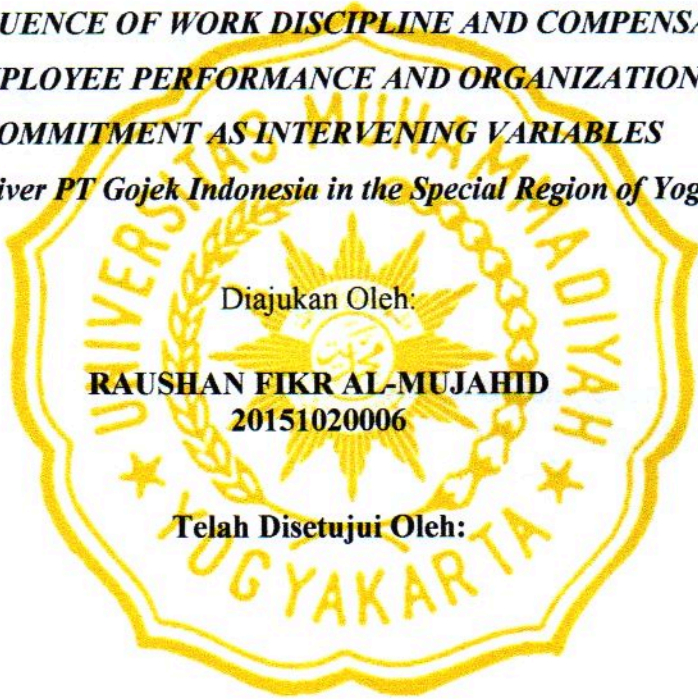 UENCE OF WORK DISCIPLINE AND COMPENSA
PLOYEE PERFORMANCE AND ORGANIZATION
OMMITMENT AS INTERVENING VARIABLES
iver PT Gojek Indonesia in the Special Region of Yog
UNIVERSITAS MUHAMMADIYAH
YOGYAKARTA
Diajukan Oleh:
RAUSHAN FIKR AL-MUJAHID
20151020006
Telah Disetujui Oleh: